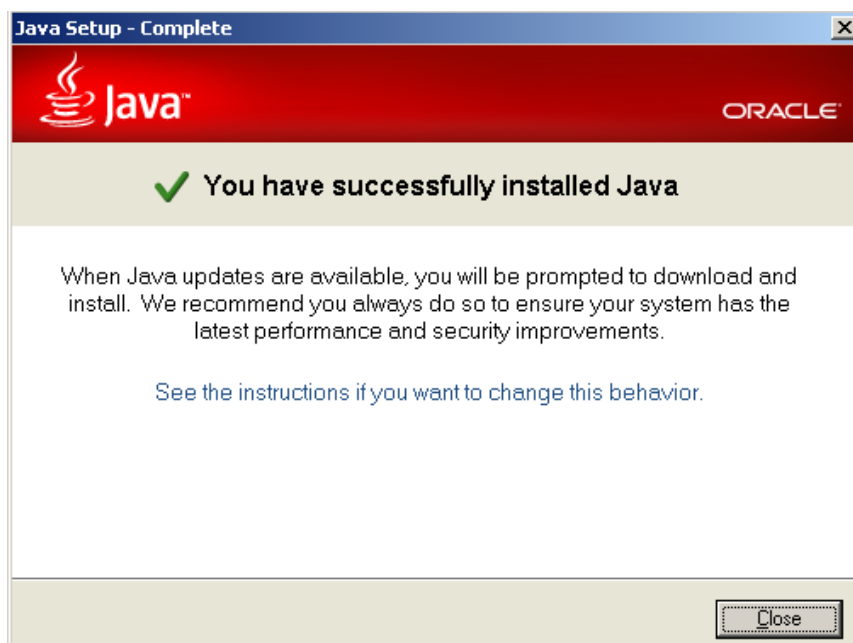 Java Setup - Complete
Java™
ORACLE
You have successfully installed Java
When Java updates are available, you will be prompted to download and
install. We recommend you always do so to ensure your system has the
latest performance and security improvements.
See the instructions if you want to change this behavior.
Close